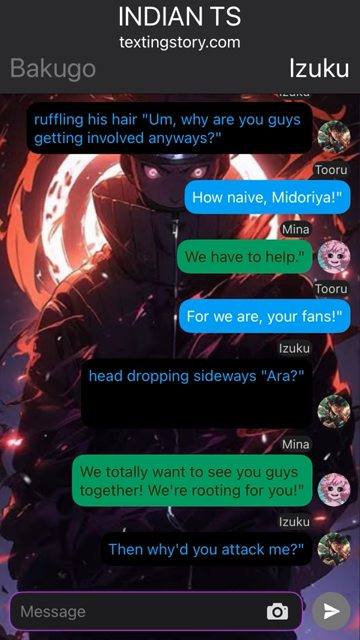 INDIAN TS
textingstory.com
Bakugo
Izuku
Izuku
ruffling his hair "Um, why are you guys
getting involved anyways?"
Tooru
How naive, Midoriya!"
Mina
We have to help."
Tooru
For we are, your fans!"
Izuku
head dropping sideways "Ara?"
Mina
We totally want to see you guys
together! We're rooting for you!"
Izuku
Then why'd you attack me?"
Message